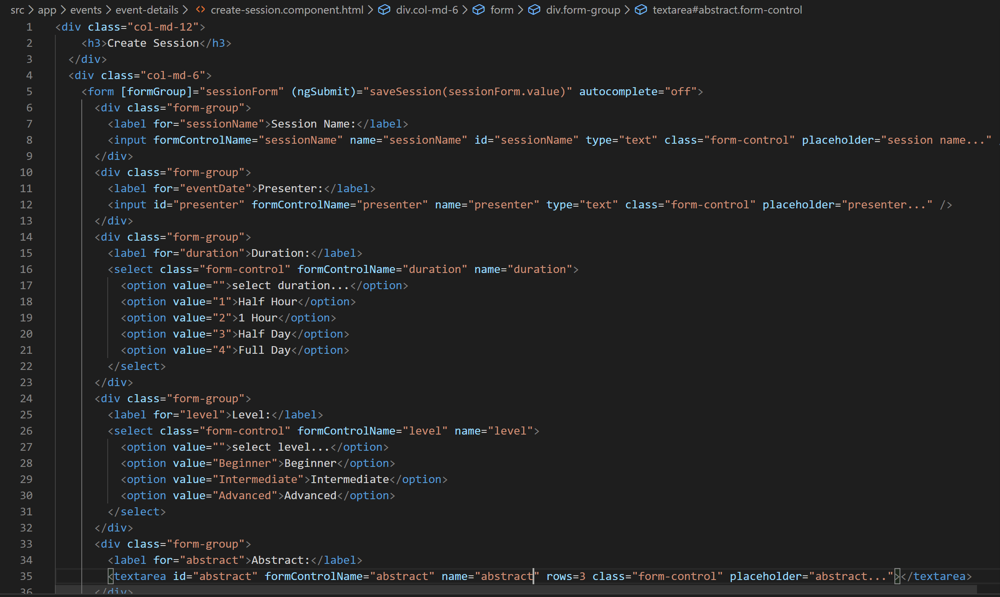 src > app > events > event-details > <> create-session.component.html > div.col-md-6 > form > div.form-group > textarea#abstract.form-control
1 <div class="col-md-12">
2 <h3>Create Session</h3>
3 </div>
4 <div class="col-md-6">
5 <form [formGroup]="sessionForm" (ngSubmit)="saveSession(sessionForm.value)" autocomplete="off">
6 <div class="form-group">
7 <label for="sessionName">Session Name:</label>
8 <input formControlName="sessionName" name="sessionName" id="sessionName" type="text" class="form-control" placeholder="session name..."
9 </div>
10 <div class="form-group">
11 <label for="eventDate">Presenter:</label>
12 <input id="presenter" formControlName="presenter" name="presenter" type="text" class="form-control" placeholder="presenter..." />
13 </div>
14 <div class="form-group">
15 <label for="duration">Duration:</label>
16 <select class="form-control" formControlName="duration" name="duration">
17 <option value="">select duration...</option>
18 <option value="1">Half Hour</option>
19 <option value="2">1 Hour</option>
20 <option value="3">Half Day</option>
21 <option value="4">Full Day</option>
22 </select>
23 </div>
24 <div class="form-group">
25 <label for="level">Level:</label>
26 <select class="form-control" formControlName="level" name="level">
27 <option value="">select level...</option>
28 <option value="Beginner">Beginner</option>
29 <option value="Intermediate">Intermediate</option>
30 <option value="Advanced">Advanced</option>
31 </select>
32 </div>
33 <div class="form-group">
34 <label for="abstract">Abstract:</label>
35 <textarea id="abstract" formControlName="abstract" name="abstract" rows=3 class="form-control" placeholder="abstract..."></textarea>
36 </div>